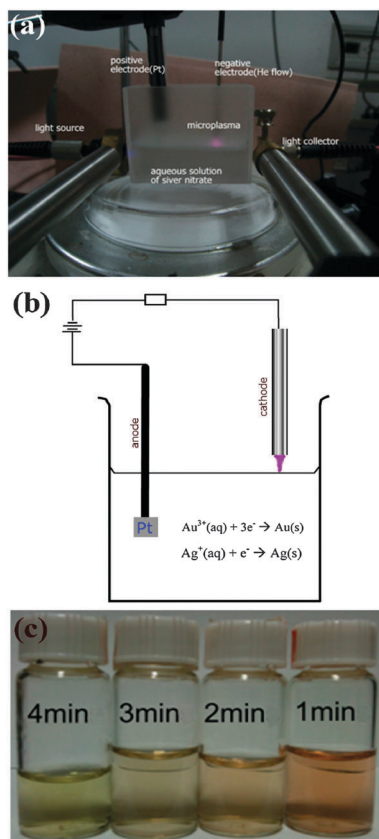 (a)
positive
electrode(Pt)
negative
electrode(He flow)
light source
microplasma
light collector
aqueous solution
of siver nitrate
(b)
anode
cathode
Pt
Au³⁺(aq) + 3e⁻ → Au(s)
Ag⁺(aq) + e⁻ → Ag(s)
(c)
4min
3min
2min
1min